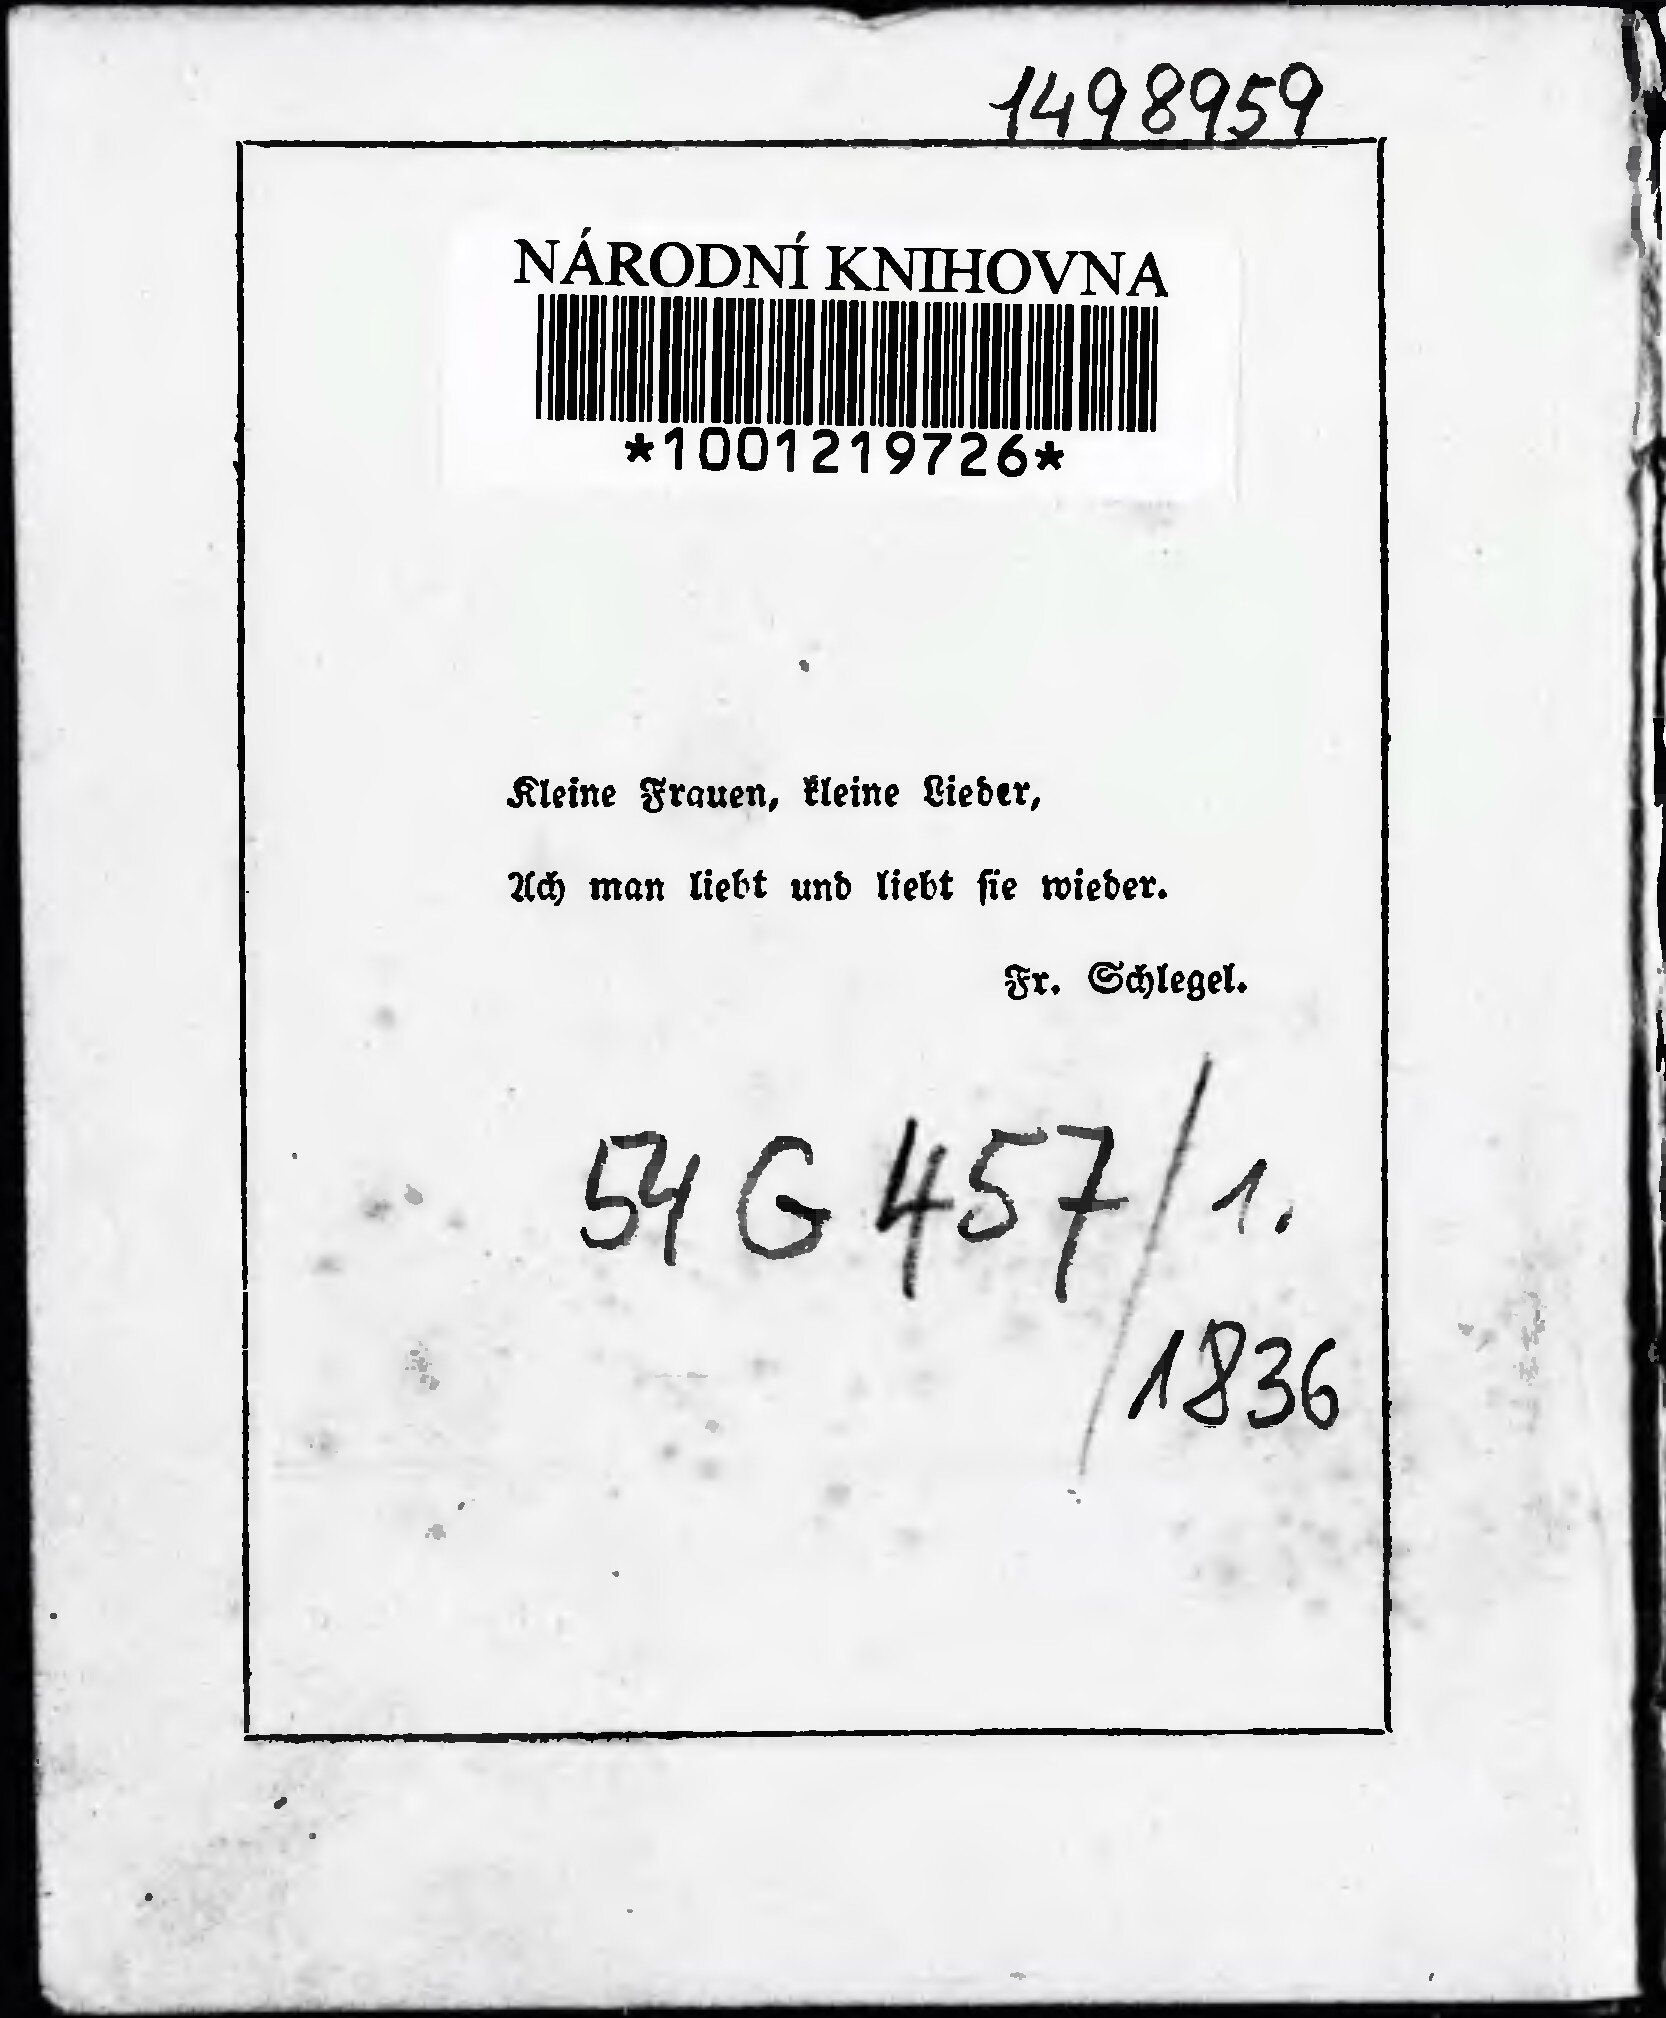 1498959
NÁRODNÍ KNIHOVNA
*1001219726*
Kleine Frauen, kleine Lieder,
Ach man liebt und liebt sie wieder.
Fr. Schlegel.
54 G 457/1.
1836